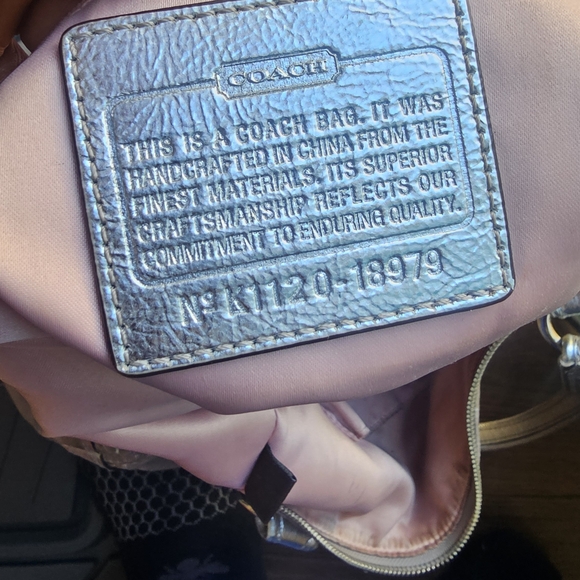 COACH
THIS IS A COACH BAG. IT WAS
HANDCRAFTED IN CHINA FROM THE
FINEST MATERIALS. ITS SUPERIOR
CRAFTSMANSHIP REFLECTS OUR
COMMITMENT TO ENDURING QUALITY.
Nº K1120-18979